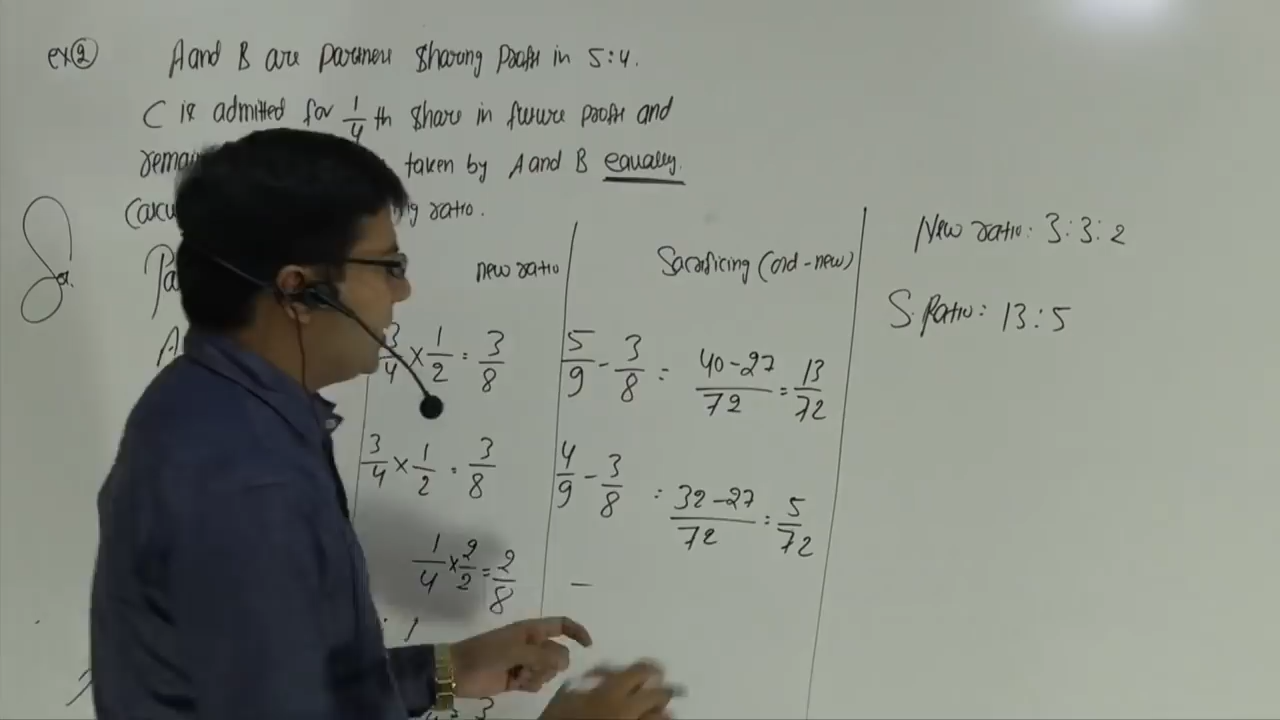 ex② A and B are partners sharing profit in 5:4.
C is admitted for 1/4 th share in future profit and
taken by A and B equally.
ratio.
new ratio
Sacrificing (old - new)
New ratio: 3:3:2
S. Ratio: 13:5
3/4 × 1/2 = 3/8
5/9 - 3/8 = 40-27/72 = 13/72
3/4 × 1/2 = 3/8
4/9 - 3/8 = 32-27/72 = 5/72
1/4 × 2/2 = 2/8
—